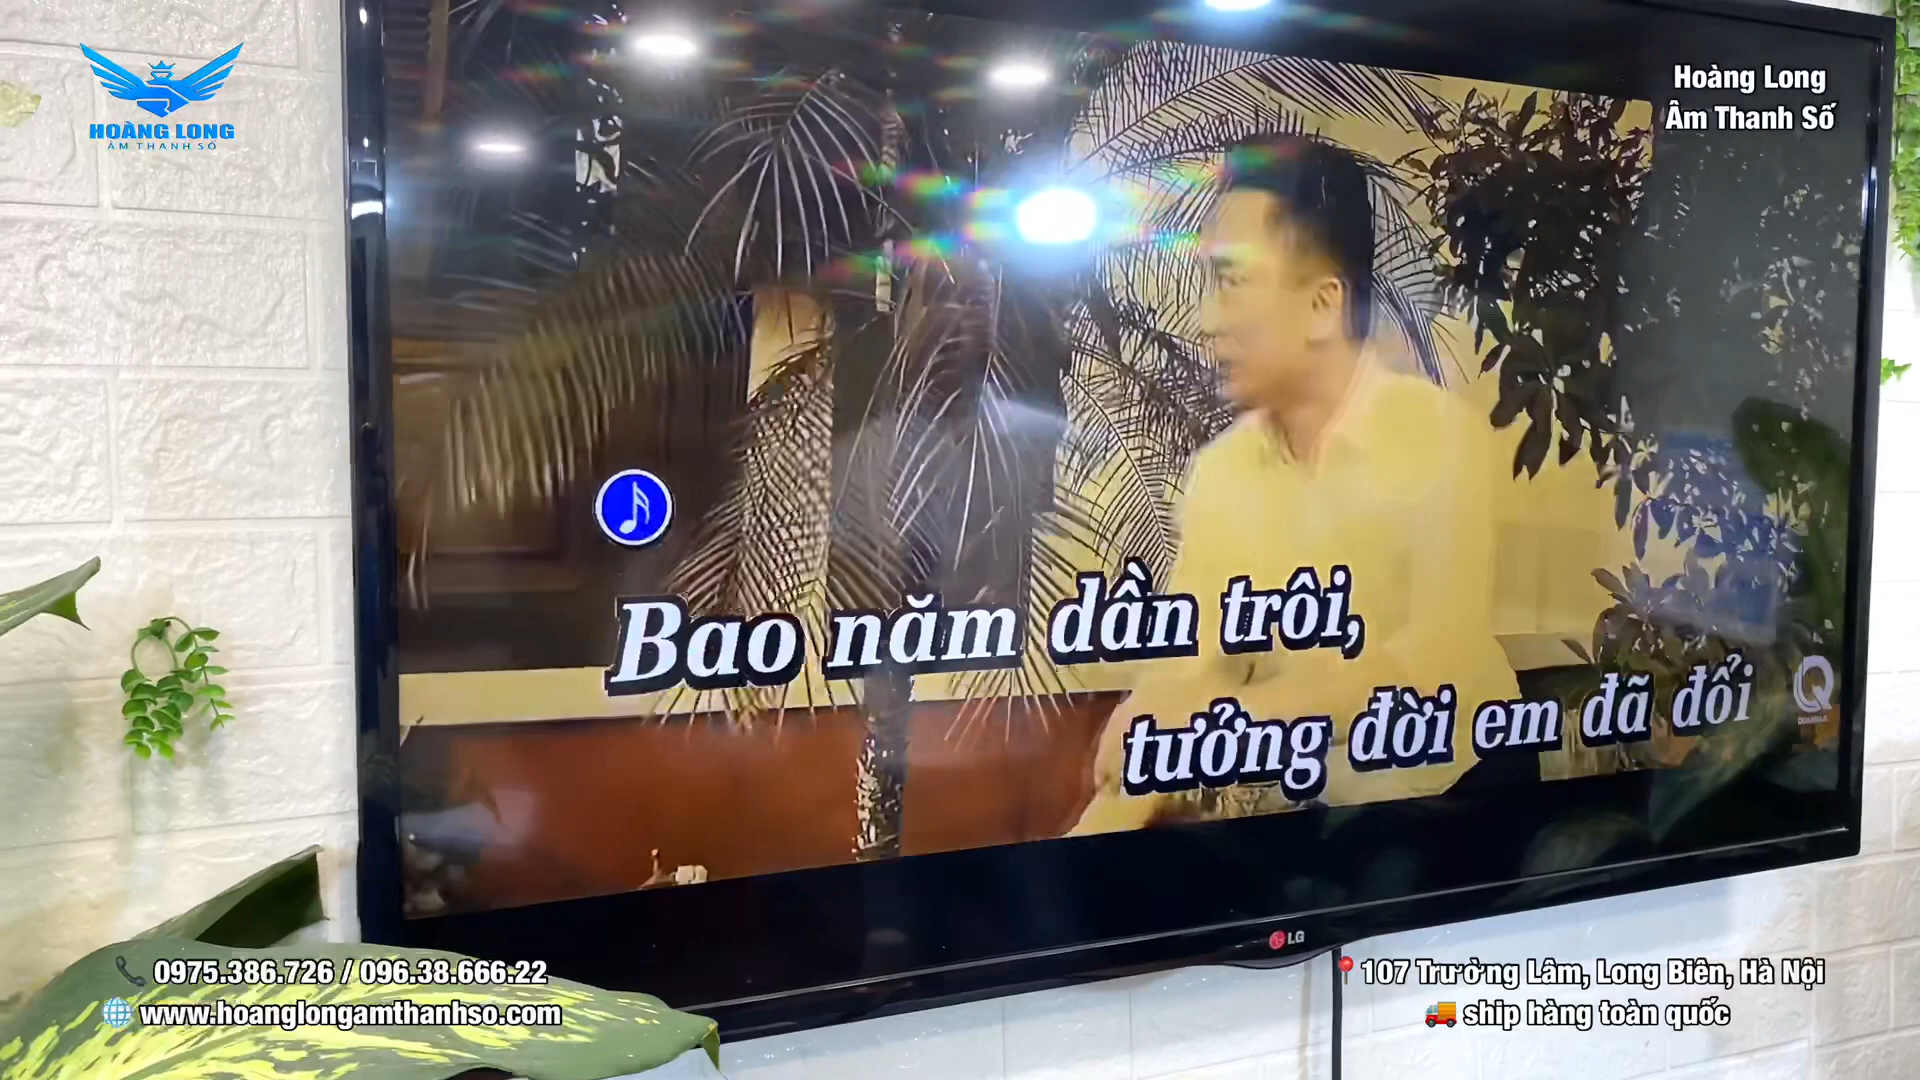 HOÀNG LONG
ÂM THANH SỐ
Hoàng Long
Âm Thanh Số
Bao năm dần trôi,
tưởng đời em đã đổi
LG
0975.386.726 / 096.38.666.22
www.hoanglongamthanhso.com
107 Trường Lâm, Long Biên, Hà Nội
ship hàng toàn quốc